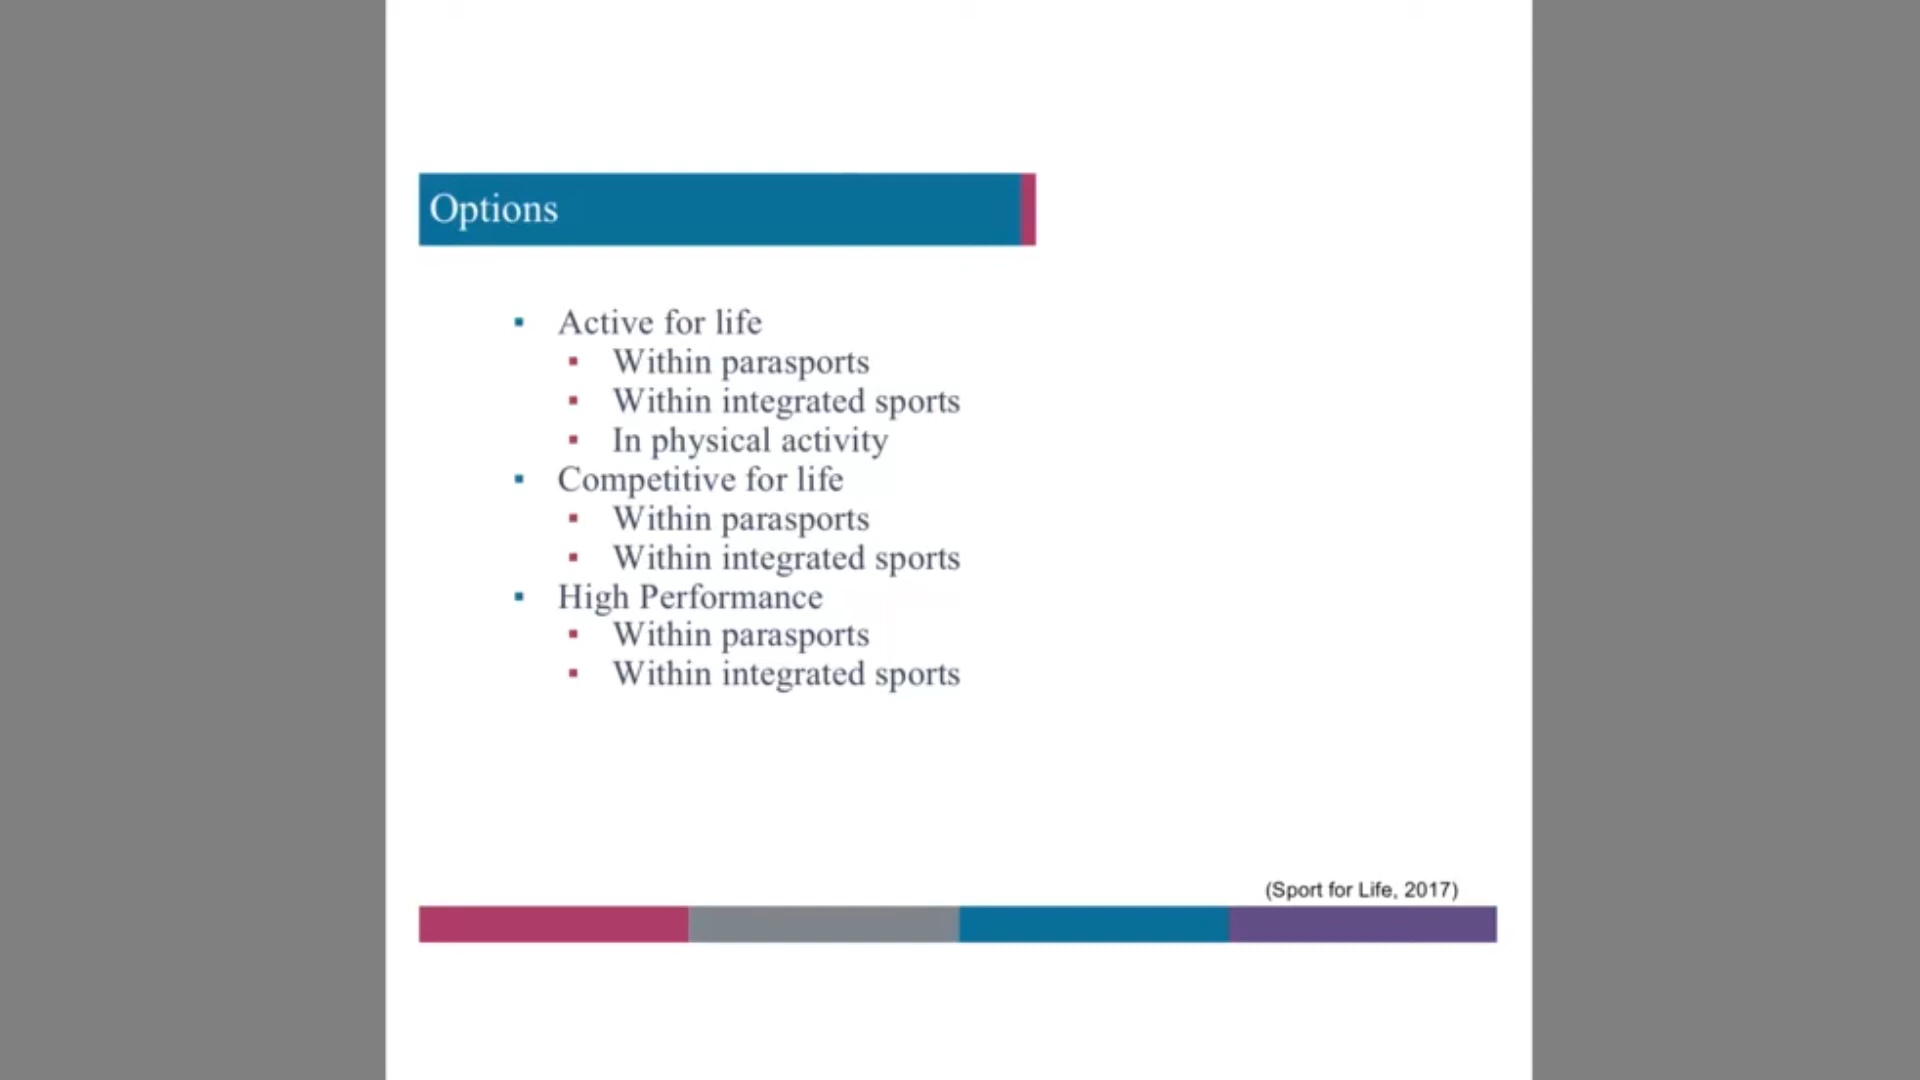 Options
▪ Active for life
▪ Within parasports
▪ Within integrated sports
▪ In physical activity
▪ Competitive for life
▪ Within parasports
▪ Within integrated sports
▪ High Performance
▪ Within parasports
▪ Within integrated sports
(Sport for Life, 2017)